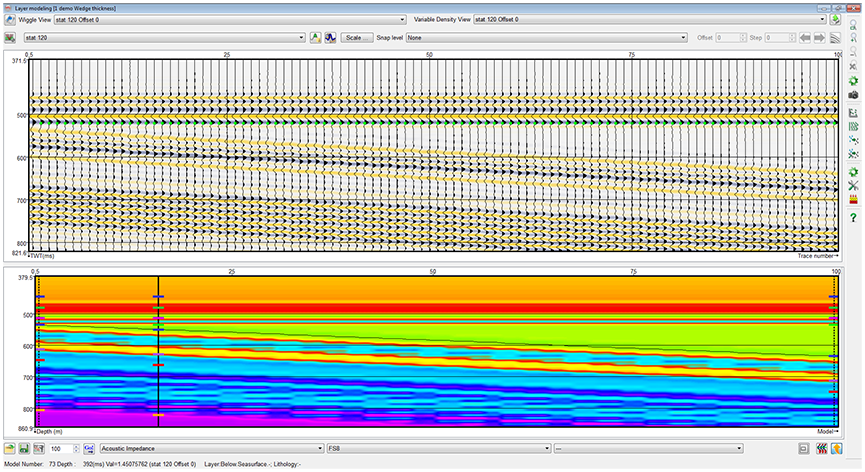 Layer modeling [1 demo Wedge thickness]
Wiggle View stat 120 Offset 0 Variable Density View stat 120 Offset 0
stat 120 Scale ... Snap level None Offset 0 Step 0
0.5 25 50 75 100
371.5
500
600
700
800
821.6
TWT(ms) Trace number
0.5 25 50 75 100
379.5
500
600
700
800
860.9
Depth (m) Model
100 Go! Acoustic Impedance FS8 ---
Model Number: 73 Depth : 392(ms) Val=1.45075762 (stat 120 Offset 0) Layer:Below.Seasurface -; Lithology:-